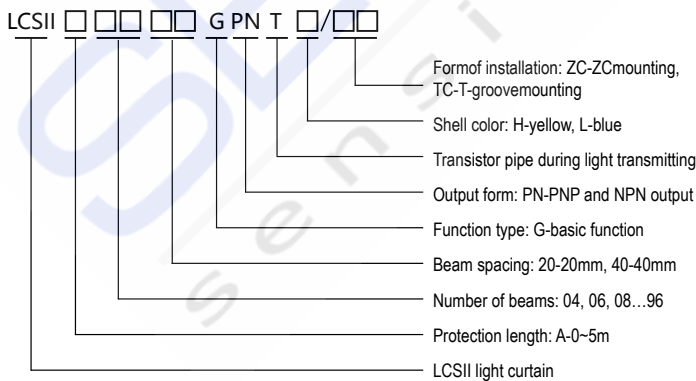 LCSII □ □□ □□ G PN T □/□□
Formof installation: ZC-ZCmounting,
TC-T-groovemounting
Shell color: H-yellow, L-blue
Transistor pipe during light transmitting
Output form: PN-PNP and NPN output
Function type: G-basic function
Beam spacing: 20-20mm, 40-40mm
Number of beams: 04, 06, 08…96
Protection length: A-0~5m
LCSII light curtain